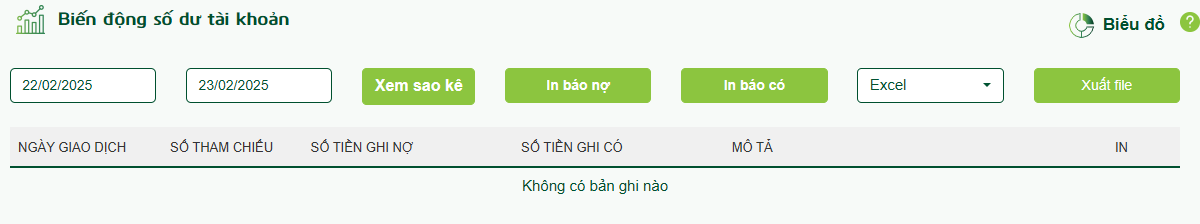 Biến động số dư tài khoản
Biểu đồ ?
22/02/2025 23/02/2025 Xem sao kê In báo nợ In báo có Excel Xuất file
NGÀY GIAO DỊCH SỐ THAM CHIẾU SỐ TIỀN GHI NỢ SỐ TIỀN GHI CÓ MÔ TẢ IN
Không có bản ghi nào